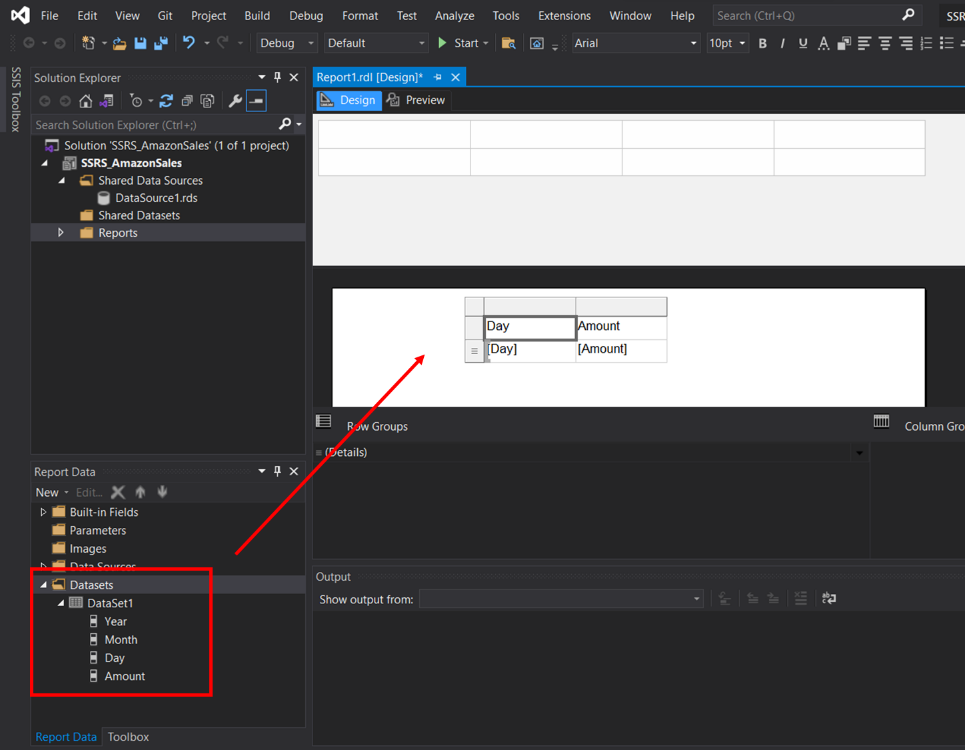 File Edit View Git Project Build Debug Format Test Analyze Tools Extensions Window Help Search (Ctrl+Q) SSR
Debug Default Start Arial 10pt B I U A
SSIS Toolbox
Solution Explorer
Search Solution Explorer (Ctrl+;)
Solution 'SSRS_AmazonSales' (1 of 1 project)
SSRS_AmazonSales
Shared Data Sources
DataSource1.rds
Shared Datasets
Reports
Report Data
New Edit...
Built-in Fields
Parameters
Images
Data Sources
Datasets
DataSet1
Year
Month
Day
Amount
Report Data Toolbox
Report1.rdl [Design]*
Design Preview
Day Amount
[Day] [Amount]
Row Groups Column Gro
(Details)
Output
Show output from: